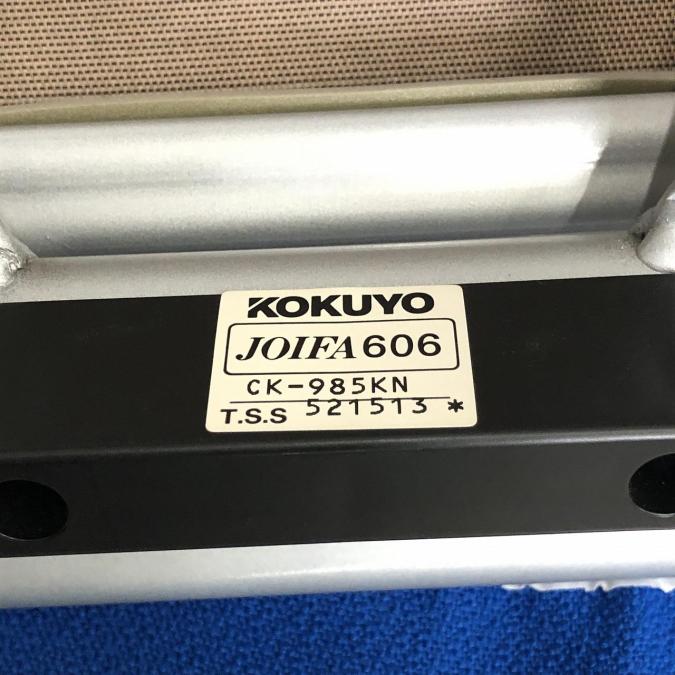 KOKUYO
JOIFA606
CK-985KN
T.S.S 521513 *